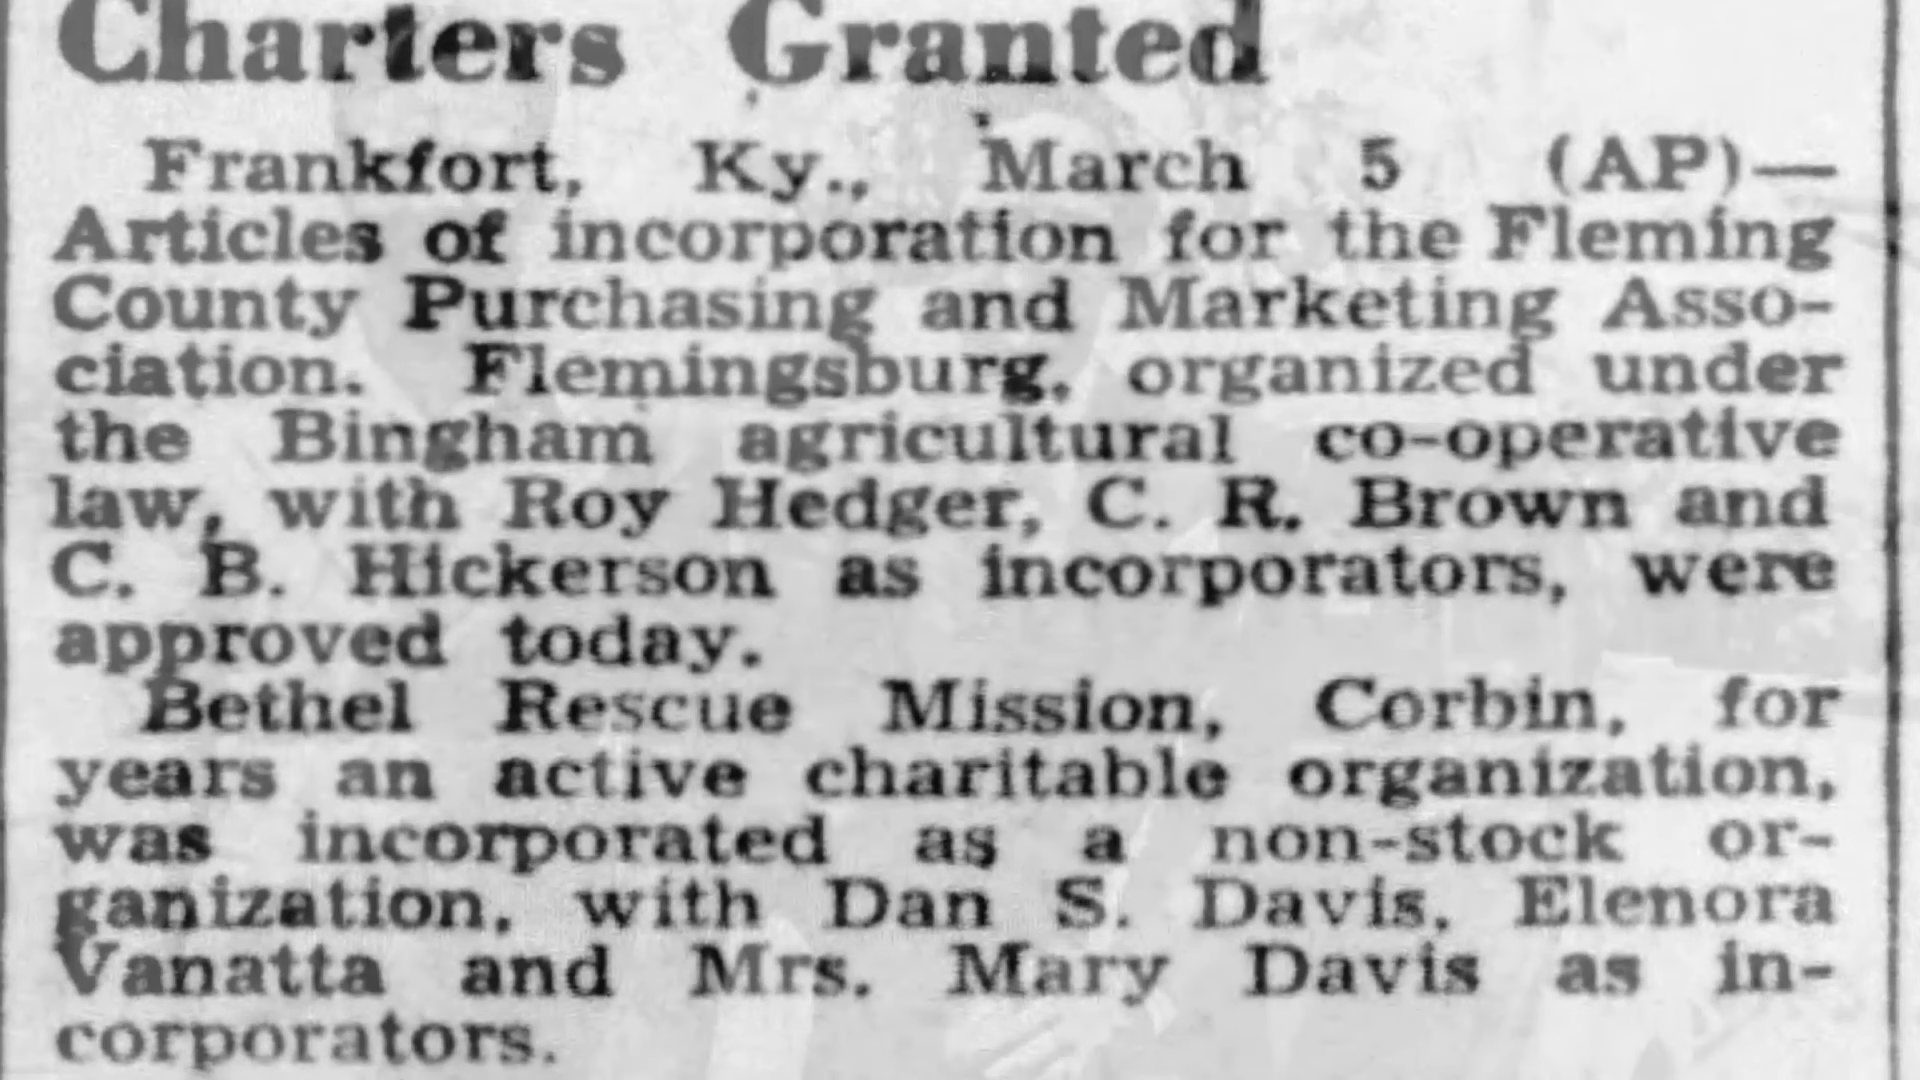 Charters Granted
Frankfort, Ky., March 5 (AP)—
Articles of incorporation for the Fleming
County Purchasing and Marketing Asso-
ciation. Flemingsburg, organized under
the Bingham agricultural co-operative
law, with Roy Hedger, C. R. Brown and
C. B. Hickerson as incorporators, were
approved today.
Bethel Rescue Mission, Corbin, for
years an active charitable organization,
was incorporated as a non-stock or-
ganization, with Dan S. Davis, Elenora
Vanatta and Mrs. Mary Davis as in-
corporators.